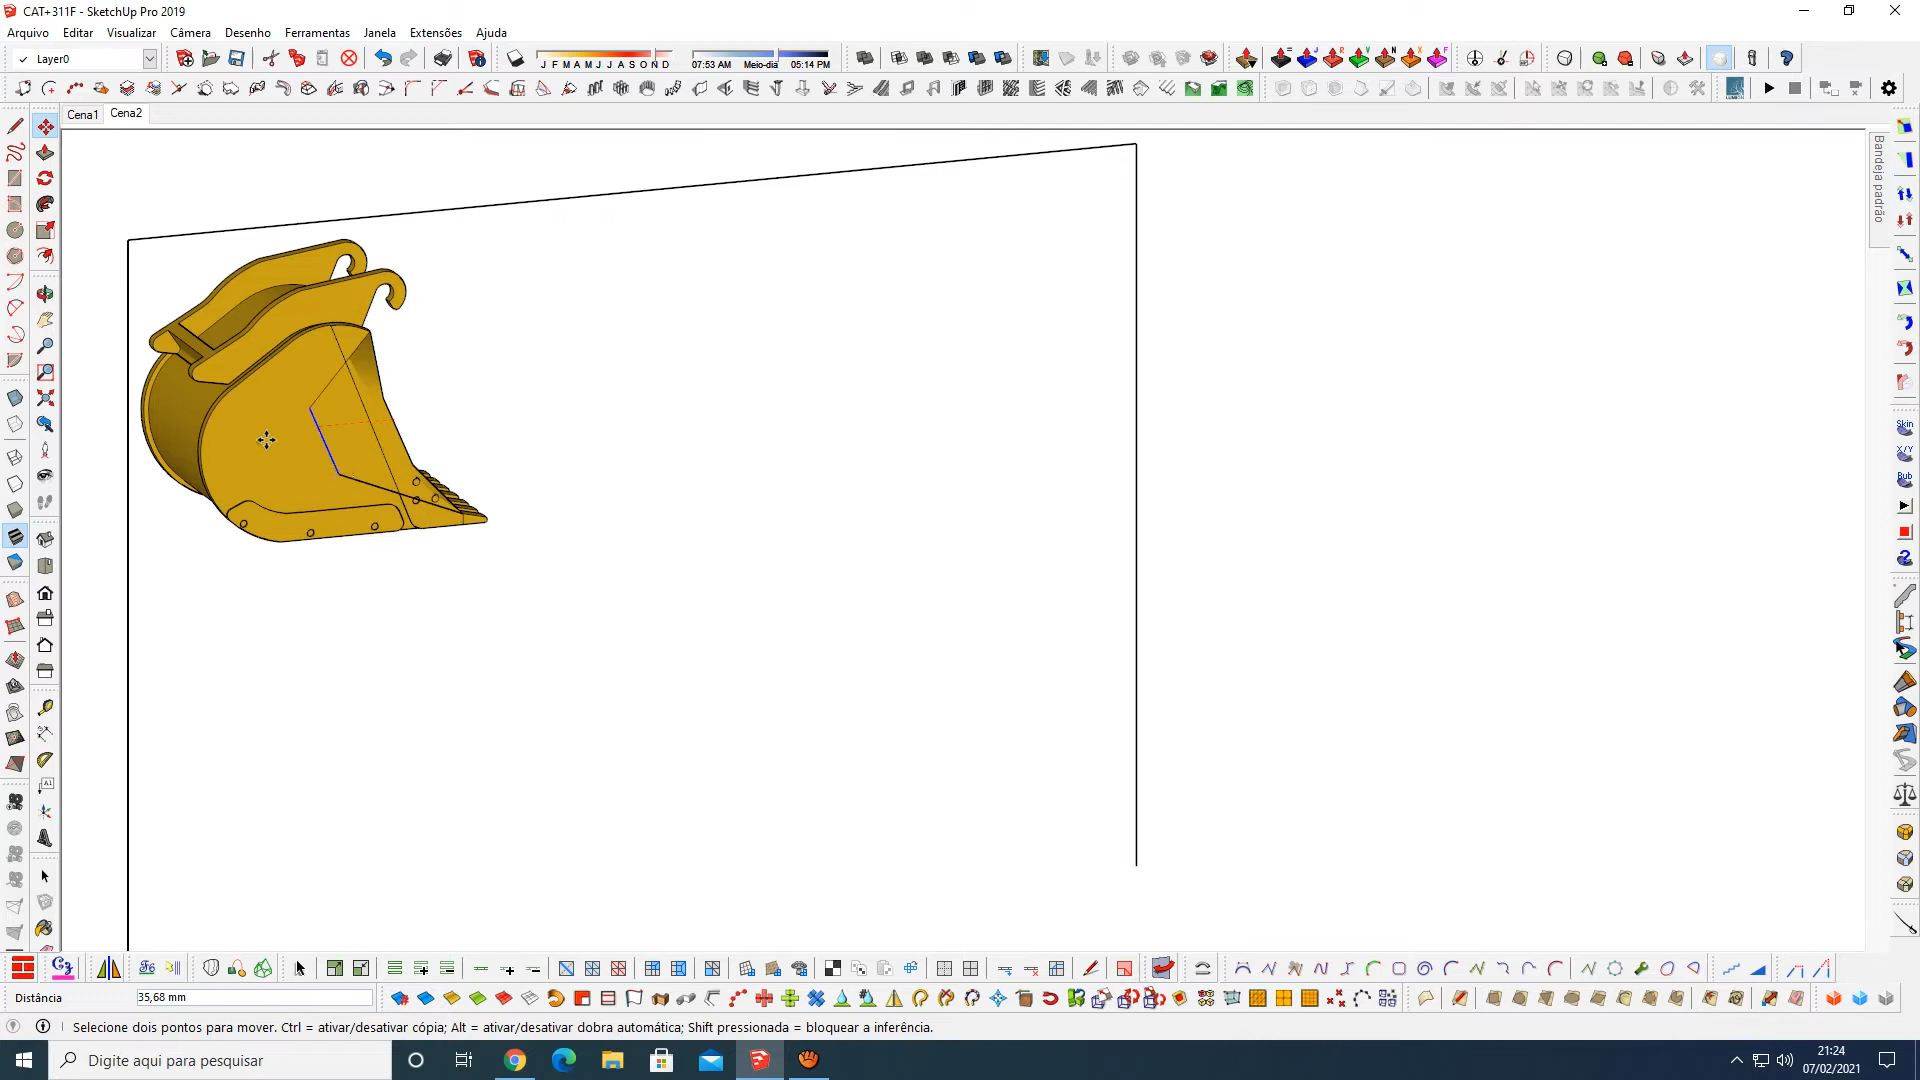 CAT+311F - SketchUp Pro 2019
Arquivo Editar Visualizar Câmera Desenho Ferramentas Janela Extensões Ajuda
Layer0
J F M A M J J A S O N D
07:53 AM Meio-dia 05:14 PM
Cena1 Cena2
Bandeja padrão
Skin
X/Y
Bub
A1
Distância
35,68 mm
Selecione dois pontos para mover. Ctrl = ativar/desativar cópia; Alt = ativar/desativar dobra automática; Shift pressionada = bloquear a inferência.
Digite aqui para pesquisar
21:24
07/02/2021